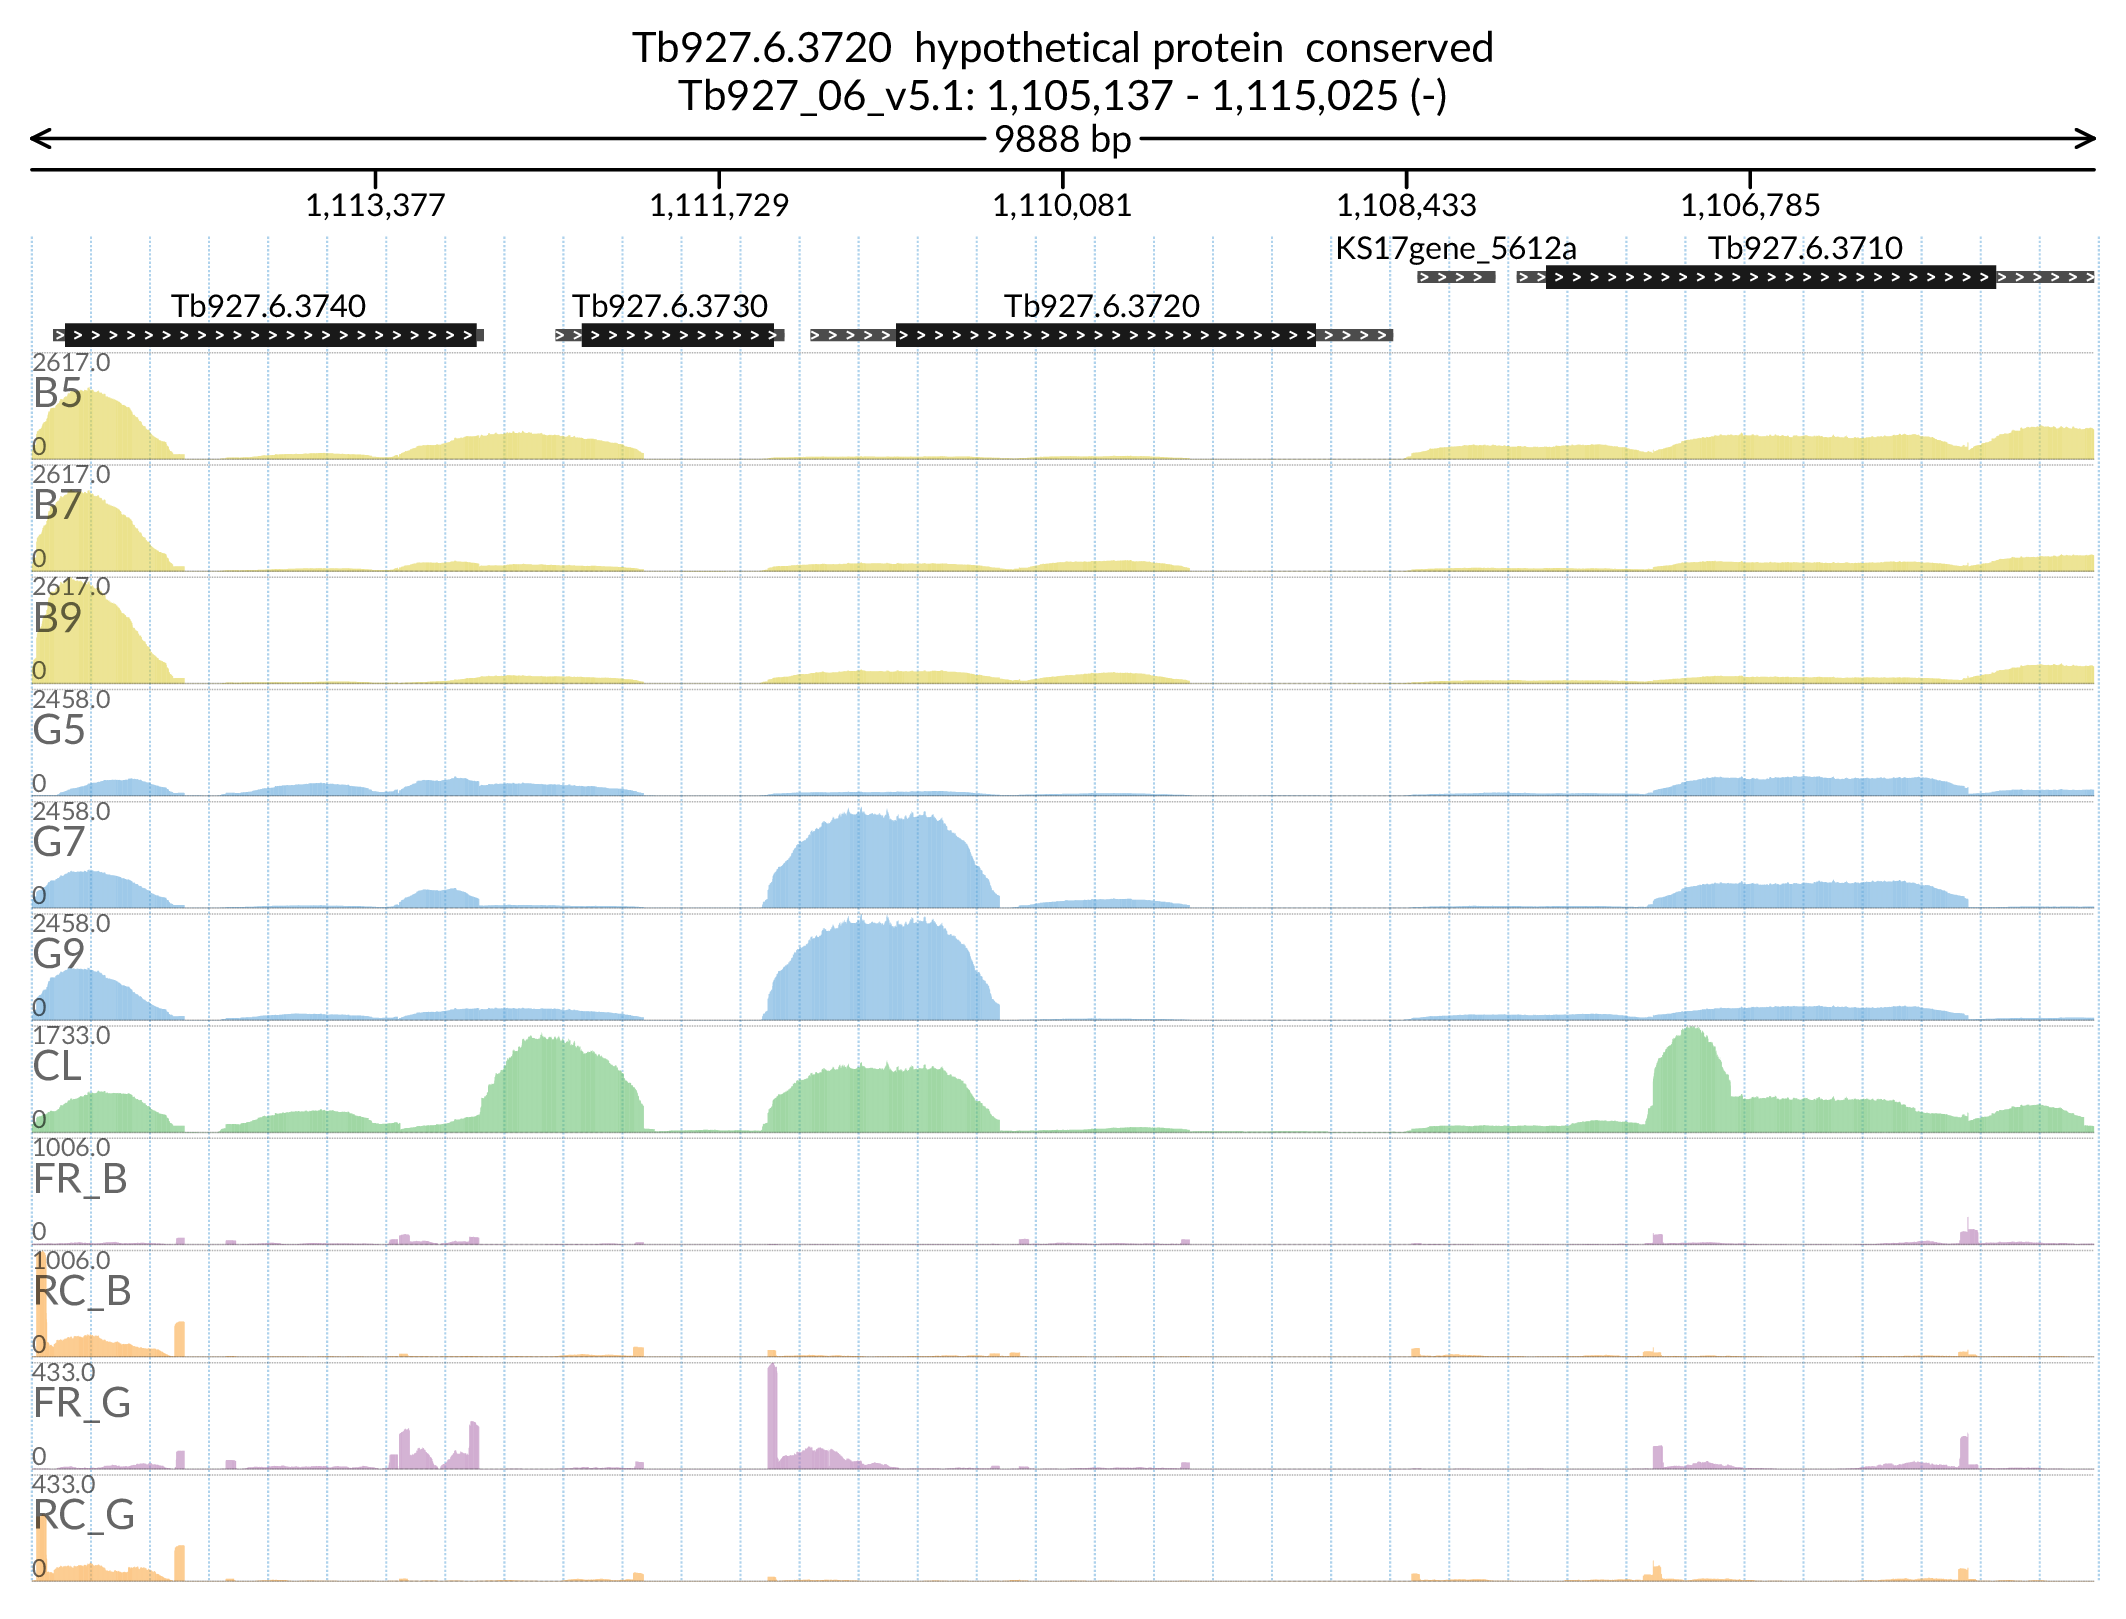 Tb927.6.3720 hypothetical protein conserved
Tb927_06_v5.1: 1,105,137 - 1,115,025 (-)
9888 bp
1,113,377 1,111,729 1,110,081 1,108,433 1,106,785
KS17gene_5612a Tb927.6.3710
Tb927.6.3740 Tb927.6.3730 Tb927.6.3720
2617.0
B5
0
2617.0
B7
0
2617.0
B9
0
2458.0
G5
0
2458.0
G7
0
2458.0
G9
0
1733.0
CL
0
1006.0
FR_B
0
1006.0
RC_B
0
433.0
FR_G
0
433.0
RC_G
0